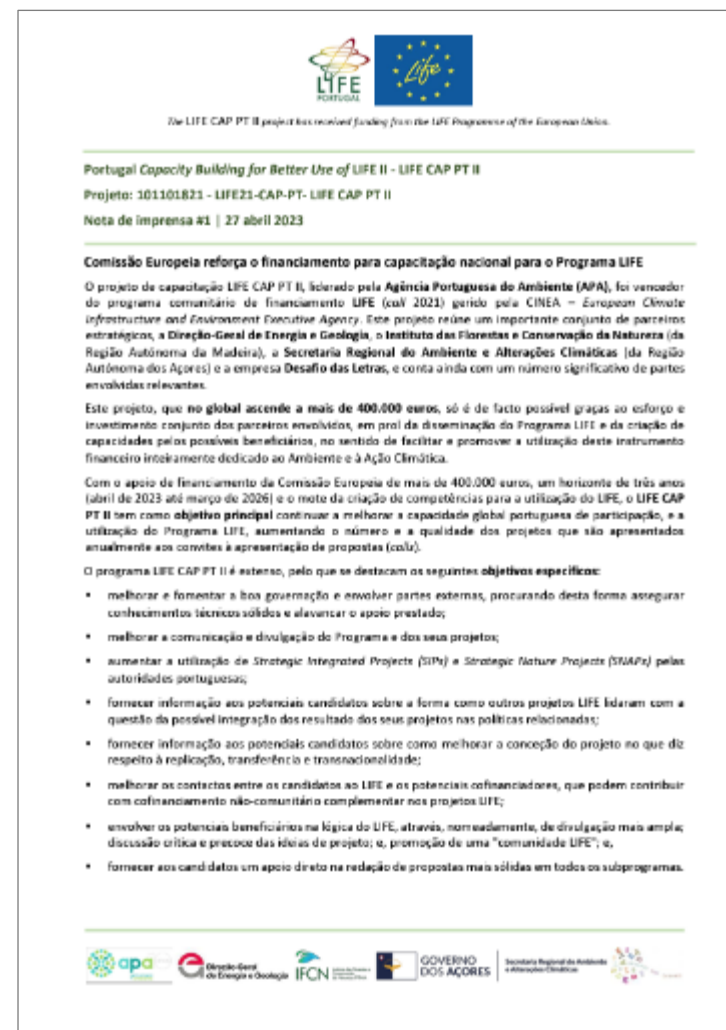 LIFE
PORTUGAL
Life
The LIFE CAP PT II project has received funding from the LIFE Programme of the European Union.
Portugal Capacity Building for Better Use of LIFE II - LIFE CAP PT II
Projeto: 101101821 - LIFE21-CAP-PT- LIFE CAP PT II
Nota de imprensa #1 | 27 abril 2023
Comissão Europeia reforça o financiamento para capacitação nacional para o Programa LIFE
O projeto de capacitação LIFE CAP PT II, liderado pela Agência Portuguesa do Ambiente (APA), foi vencedor
do programa comunitário de financiamento LIFE (call 2021) gerido pela CINEA – European Climate
Infrastructure and Environment Executive Agency. Este projeto reúne um importante conjunto de parceiros
estratégicos, a Direção-Geral de Energia e Geologia, o Instituto das Florestas e Conservação da Natureza (da
Região Autónoma da Madeira), a Secretaria Regional do Ambiente e Alterações Climáticas (da Região
Autónoma dos Açores) e a empresa Desafio das Letras, e conta ainda com um número significativo de partes
envolvidas relevantes.
Este projeto, que no global ascende a mais de 400.000 euros, só é de facto possível graças ao esforço e
investimento conjunto dos parceiros envolvidos, em prol da disseminação do Programa LIFE e da criação de
capacidades pelos possíveis beneficiários, no sentido de facilitar e promover a utilização deste instrumento
financeiro inteiramente dedicado ao Ambiente e à Ação Climática.
Com o apoio de financiamento da Comissão Europeia de mais de 400.000 euros, um horizonte de três anos
(abril de 2023 até março de 2026) e o mote da criação de competências para a utilização do LIFE, o LIFE CAP
PT II tem como objetivo principal continuar a melhorar a capacidade global portuguesa de participação, e a
utilização do Programa LIFE, aumentando o número e a qualidade dos projetos que são apresentados
anualmente aos convites à apresentação de propostas (calls).
O programa LIFE CAP PT II é extenso, pelo que se destacam os seguintes objetivos específicos:
• melhorar e fomentar a boa governação e envolver partes externas, procurando desta forma assegurar
conhecimentos técnicos sólidos e alavancar o apoio prestado;
• melhorar a comunicação e divulgação do Programa e dos seus projetos;
• aumentar a utilização de Strategic Integrated Projects (SIPs) e Strategic Nature Projects (SNAPs) pelas
autoridades portuguesas;
• fornecer informação aos potenciais candidatos sobre a forma como outros projetos LIFE lidaram com a
questão da possível integração dos resultado dos seus projetos nas políticas relacionadas;
• fornecer informação aos potenciais candidatos sobre como melhorar a conceção do projeto no que diz
respeito à replicação, transferência e transnacionalidade;
• melhorar os contactos entre os candidatos ao LIFE e os potenciais cofinanciadores, que podem contribuir
com cofinanciamento não-comunitário complementar nos projetos LIFE;
• envolver os potenciais beneficiários na lógica do LIFE, através, nomeadamente, de divulgação mais ampla;
discussão crítica e precoce das ideias de projeto; e, promoção de uma "comunidade LIFE"; e,
• fornecer aos candidatos um apoio direto na redação de propostas mais sólidas em todos os subprogramas.
apa
Direção-Geral
de Energia e Geologia
IFCN
GOVERNO
DOS AÇORES
Secretaria Regional do Ambiente
e Alterações Climáticas